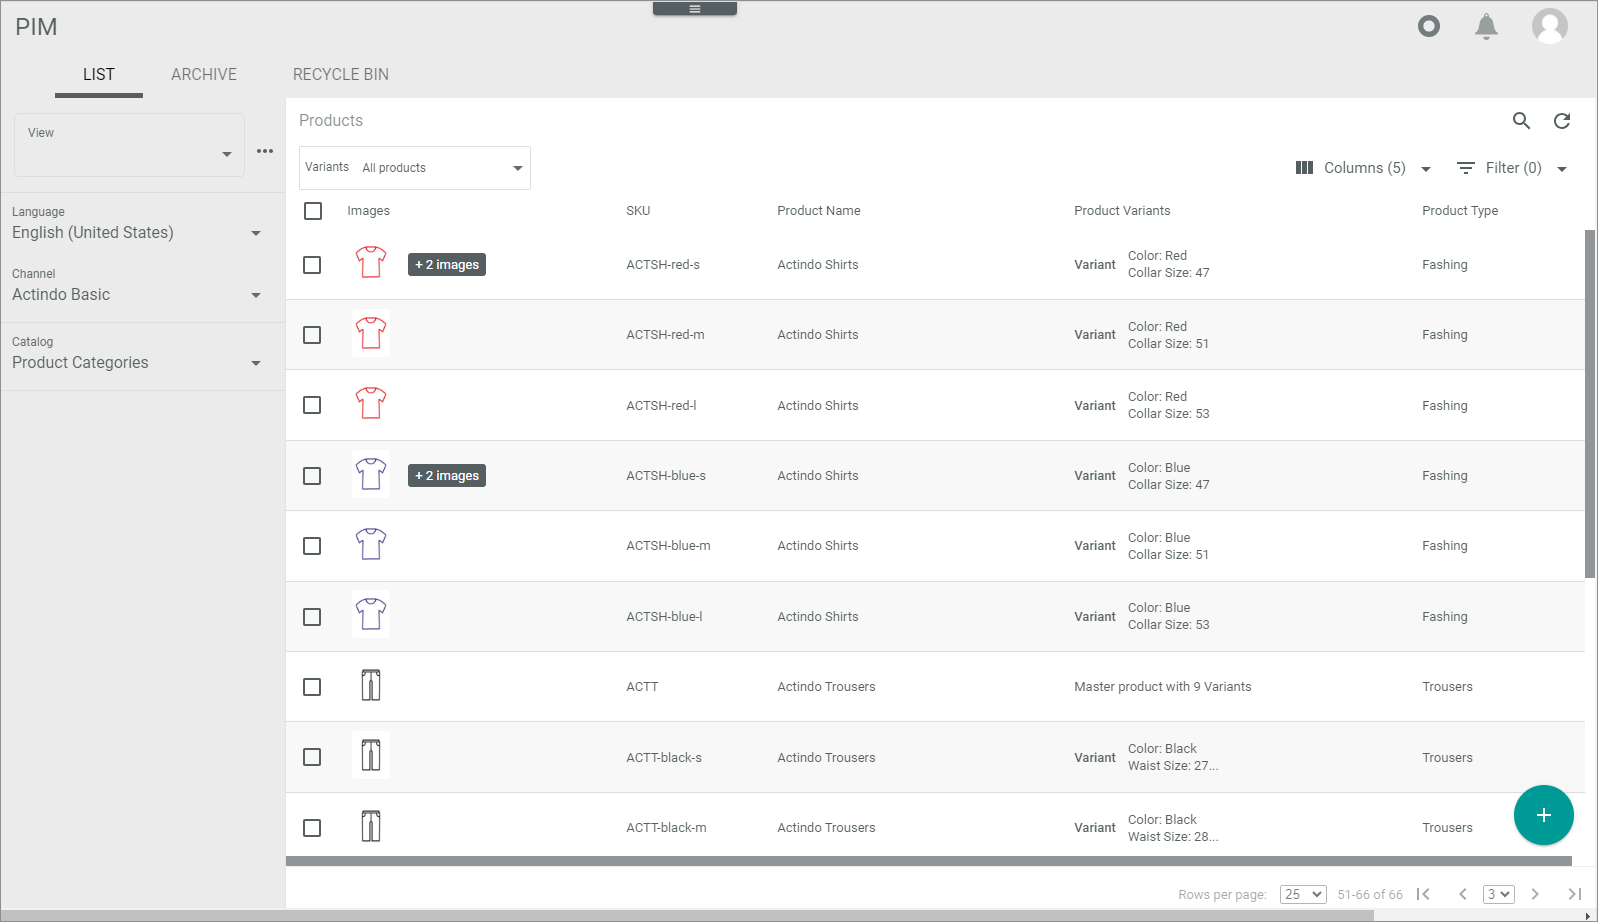 PIM
LIST ARCHIVE RECYCLE BIN
View
Language
English (United States)
Channel
Actindo Basic
Catalog
Product Categories
Products
Variants All products
Columns (5) Filter (0)
Images SKU Product Name Product Variants Product Type
+ 2 images ACTSH-red-s Actindo Shirts Variant Color: Red Collar Size: 47 Fashing
ACTSH-red-m Actindo Shirts Variant Color: Red Collar Size: 51 Fashing
ACTSH-red-l Actindo Shirts Variant Color: Red Collar Size: 53 Fashing
+ 2 images ACTSH-blue-s Actindo Shirts Variant Color: Blue Collar Size: 47 Fashing
ACTSH-blue-m Actindo Shirts Variant Color: Blue Collar Size: 51 Fashing
ACTSH-blue-l Actindo Shirts Variant Color: Blue Collar Size: 53 Fashing
ACTT Actindo Trousers Master product with 9 Variants Trousers
ACTT-black-s Actindo Trousers Variant Color: Black Waist Size: 27... Trousers
ACTT-black-m Actindo Trousers Variant Color: Black Waist Size: 28... Trousers
Rows per page: 25 51-66 of 66 3